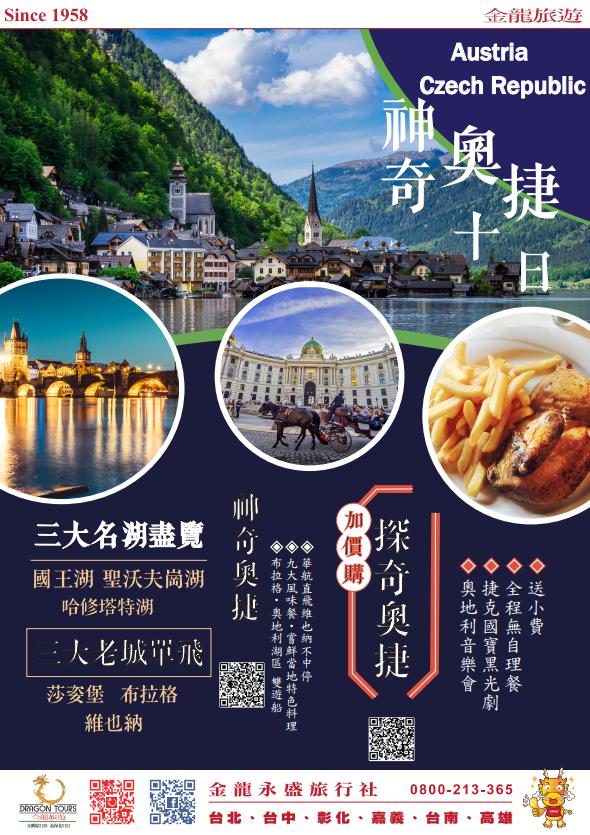 Since 1958
金龍旅遊
Austria
Czech Republic
神奇
奧
捷
十
日
三大名湖盡覽
國王湖 聖沃夫崗湖
哈修塔特湖
三大老城單飛
莎姿堡 布拉格
維也納
神奇奧捷
華航直飛維也納不中停
九大風味餐·嘗鮮當地特色料理
布拉格·奧地利湖區 雙遊船
加價購
探奇奧捷
送小費
全程無自理餐
捷克國寶黑光劇
奧地利音樂會
DRAGON TOURS
金龍旅遊
金龍永盛旅行社
0800-213-365
台北、台中、彰化、嘉義、台南、高雄